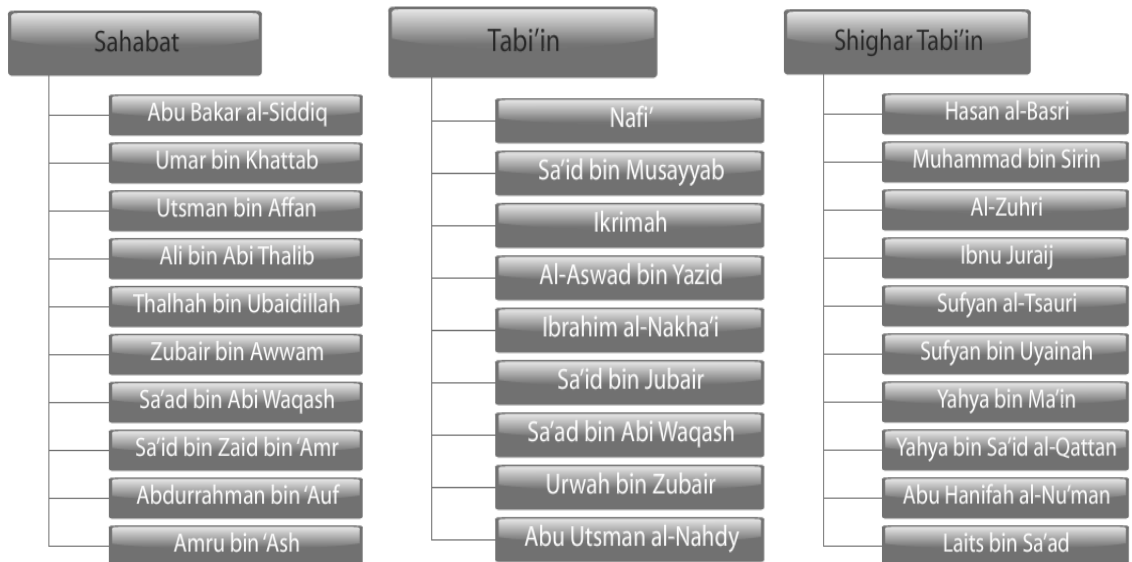 Sahabat
Abu Bakar al-Siddiq
Umar bin Khattab
Utsman bin Affan
Ali bin Abi Thalib
Thalhah bin Ubaidillah
Zubair bin Awwam
Sa’ad bin Abi Waqash
Sa’id bin Zaid bin ‘Amr
Abdurrahman bin ‘Auf
Amru bin ‘Ash
Tabi’in
Nafi’
Sa’id bin Musayyab
Ikrimah
Al-Aswad bin Yazid
Ibrahim al-Nakha’i
Sa’id bin Jubair
Sa’ad bin Abi Waqash
Urwah bin Zubair
Abu Utsman al-Nahdy
Shighar Tabi’in
Hasan al-Basri
Muhammad bin Sirin
Al-Zuhri
Ibnu Juraij
Sufyan al-Tsauri
Sufyan bin Uyainah
Yahya bin Ma’in
Yahya bin Sa’id al-Qattan
Abu Hanifah al-Nu’man
Laits bin Sa’ad